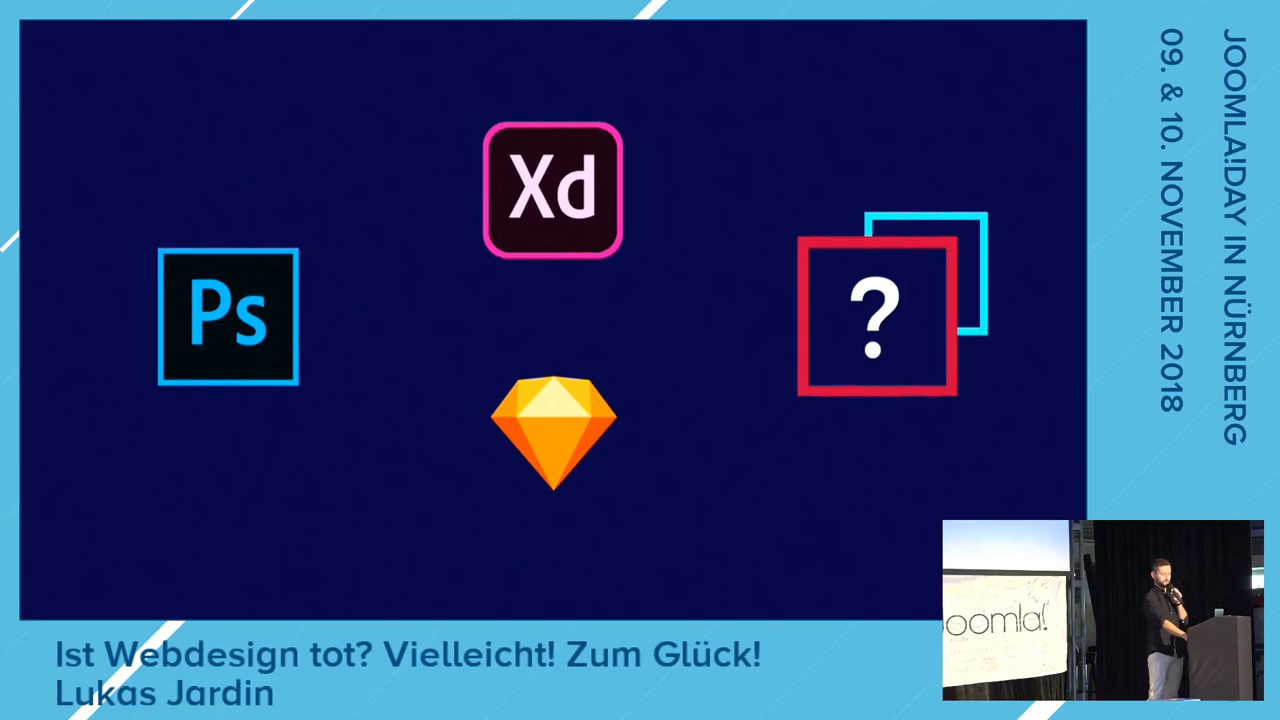 Xd
Ps
?
JOOMLA!DAY IN NÜRNBERG
09. & 10. NOVEMBER 2018
oomla!
Ist Webdesign tot? Vielleicht! Zum Glück!
Lukas Jardin